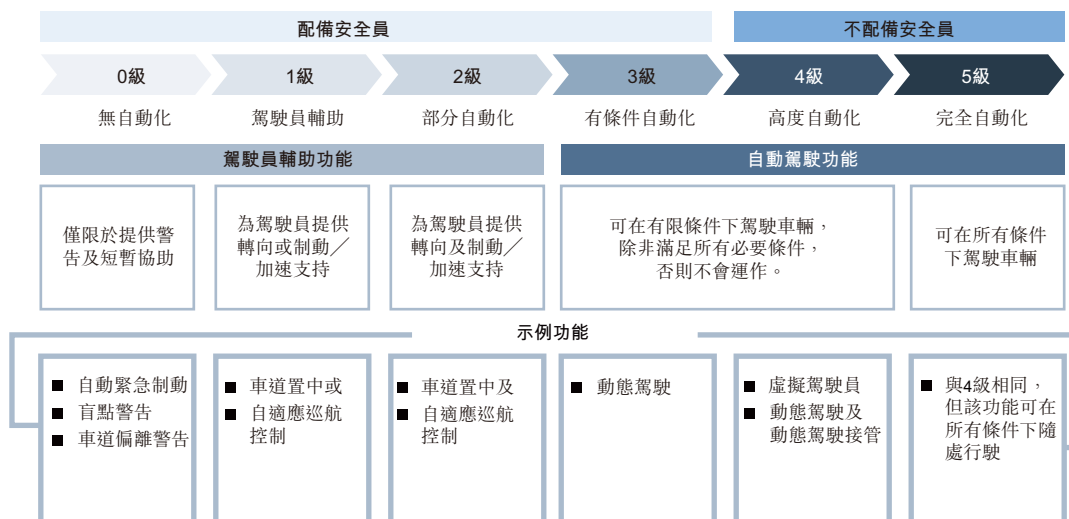 配備安全員
不配備安全員
0級
1級
2級
3級
4級
5級
無自動化
駕駛員輔助
部分自動化
有條件自動化
高度自動化
完全自動化
駕駛員輔助功能
自動駕駛功能
僅限於提供警
告及短暫協助
為駕駛員提供
轉向或制動╱
加速支持
為駕駛員提供
轉向及制動╱
加速支持
可在有限條件下駕駛車輛，
除非滿足所有必要條件，
否則不會運作。
可在所有條件
下駕駛車輛
示例功能
■ 自動緊急制動
■ 盲點警告
■ 車道偏離警告
■ 車道置中或
■ 自適應巡航
控制
■ 車道置中及
■ 自適應巡航
控制
■ 動態駕駛
■ 虛擬駕駛員
■ 動態駕駛及
動態駕駛接管
■ 與4級相同，
但該功能可在
所有條件下隨
處行駛